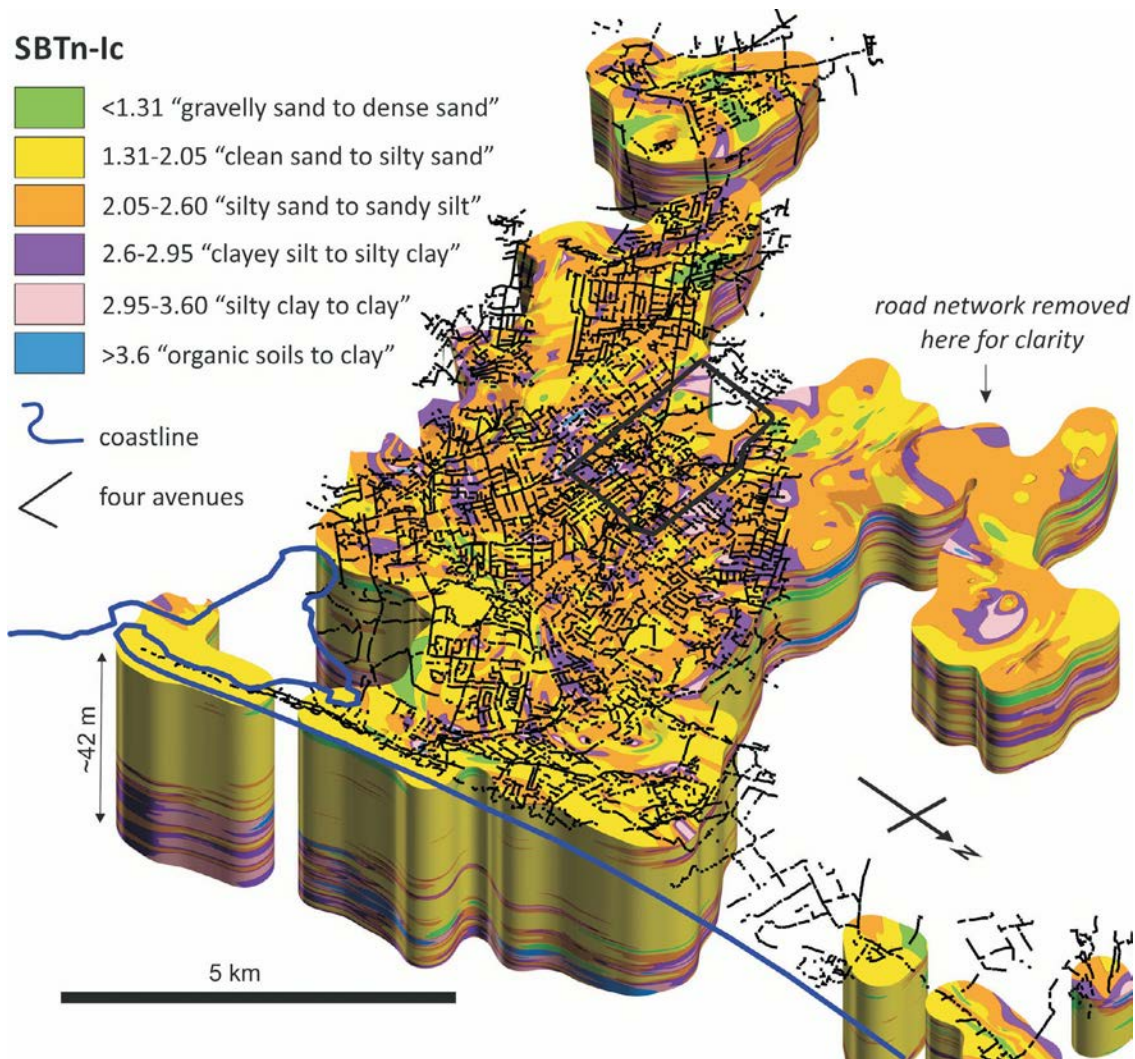 SBTn-Ic
<1.31 “gravelly sand to dense sand”
1.31-2.05 “clean sand to silty sand”
2.05-2.60 “silty sand to sandy silt”
2.6-2.95 “clayey silt to silty clay”
2.95-3.60 “silty clay to clay”
>3.6 “organic soils to clay”
coastline
four avenues
road network removed
here for clarity
~42 m
N
5 km